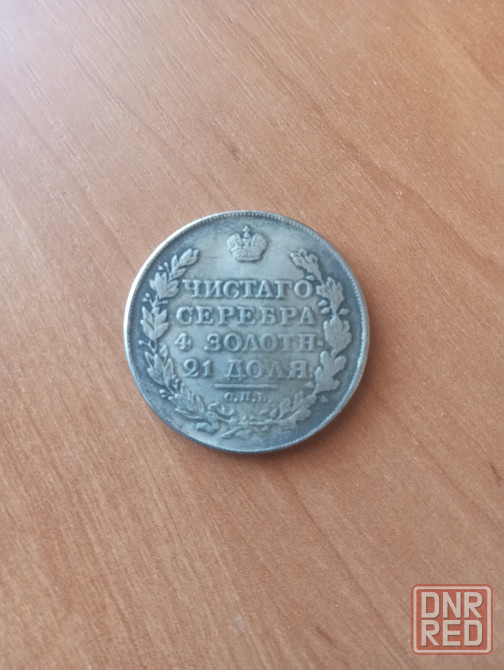 ЧИСТАГО
СЕРЕБРА
4 ЗОЛОТН.
21 ДОЛЯ
С.П.Б.
DNR
RED